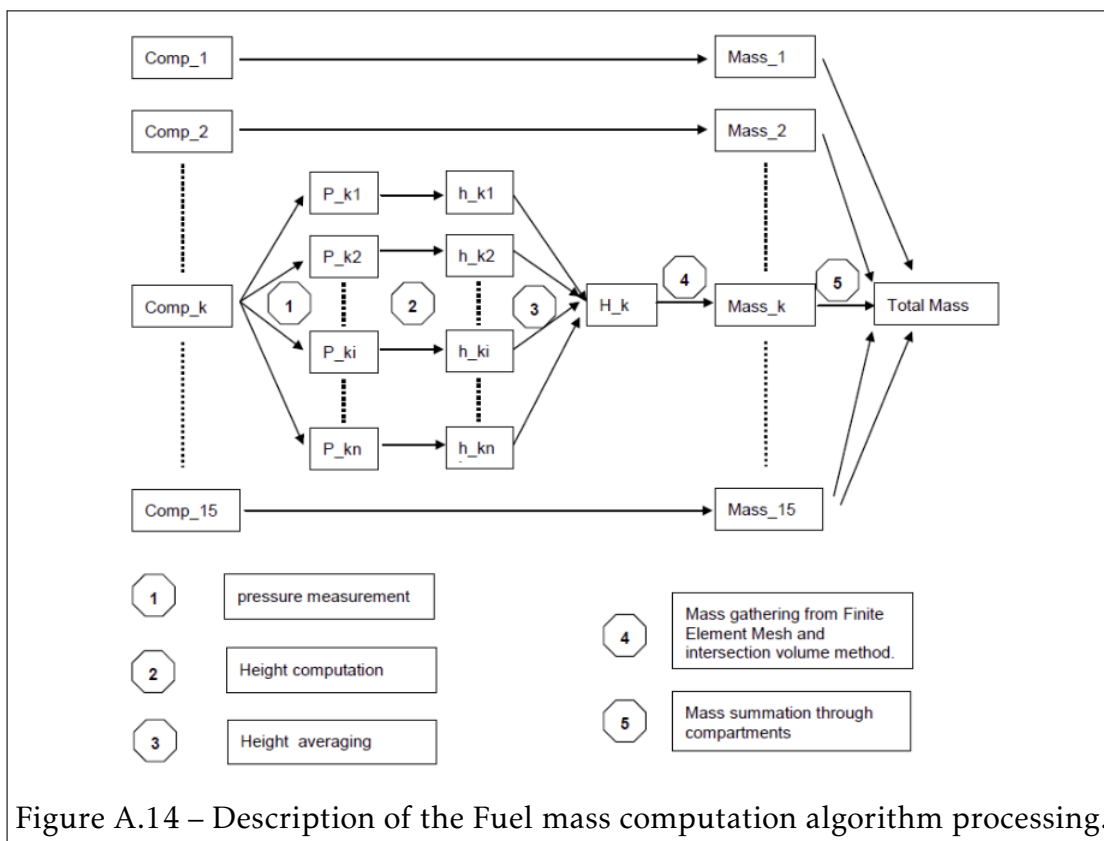 Comp_1
Mass_1
Comp_2
Mass_2
P_k1
h_k1
P_k2
h_k2
Comp_k
1
2
3
H_k
4
Mass_k
5
Total Mass
P_ki
h_ki
P_kn
h_kn
Comp_15
Mass_15
1
pressure measurement
2
Height computation
3
Height averaging
4
Mass gathering from Finite
Element Mesh and
intersection volume method.
5
Mass summation through
compartments
Figure A.14 – Description of the Fuel mass computation algorithm processing.